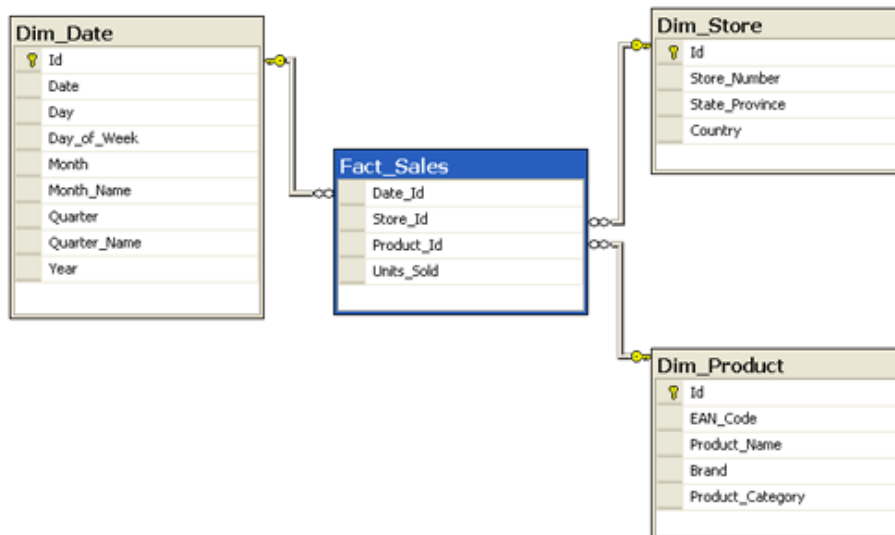 Dim_Date
Id
Date
Day
Day_of_Week
Month
Month_Name
Quarter
Quarter_Name
Year
Fact_Sales
Date_Id
Store_Id
Product_Id
Units_Sold
Dim_Store
Id
Store_Number
State_Province
Country
Dim_Product
Id
EAN_Code
Product_Name
Brand
Product_Category